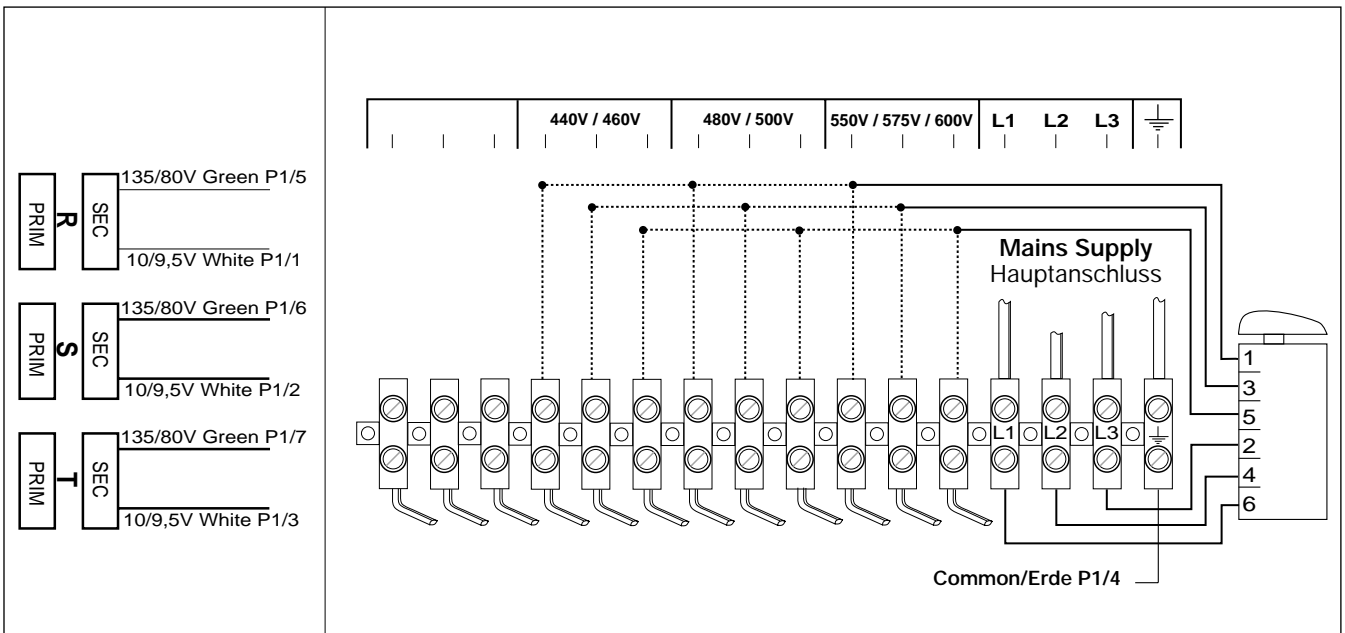 135/80V Green P1/5
PRIM
R
SEC
10/9,5V White P1/1
135/80V Green P1/6
PRIM
S
SEC
10/9,5V White P1/2
135/80V Green P1/7
PRIM
T
SEC
10/9,5V White P1/3
440V / 460V 480V / 500V 550V / 575V / 600V L1 L2 L3
Mains Supply
Hauptanschluss
L1 L2 L3
1
3
5
2
4
6
Common/Erde P1/4